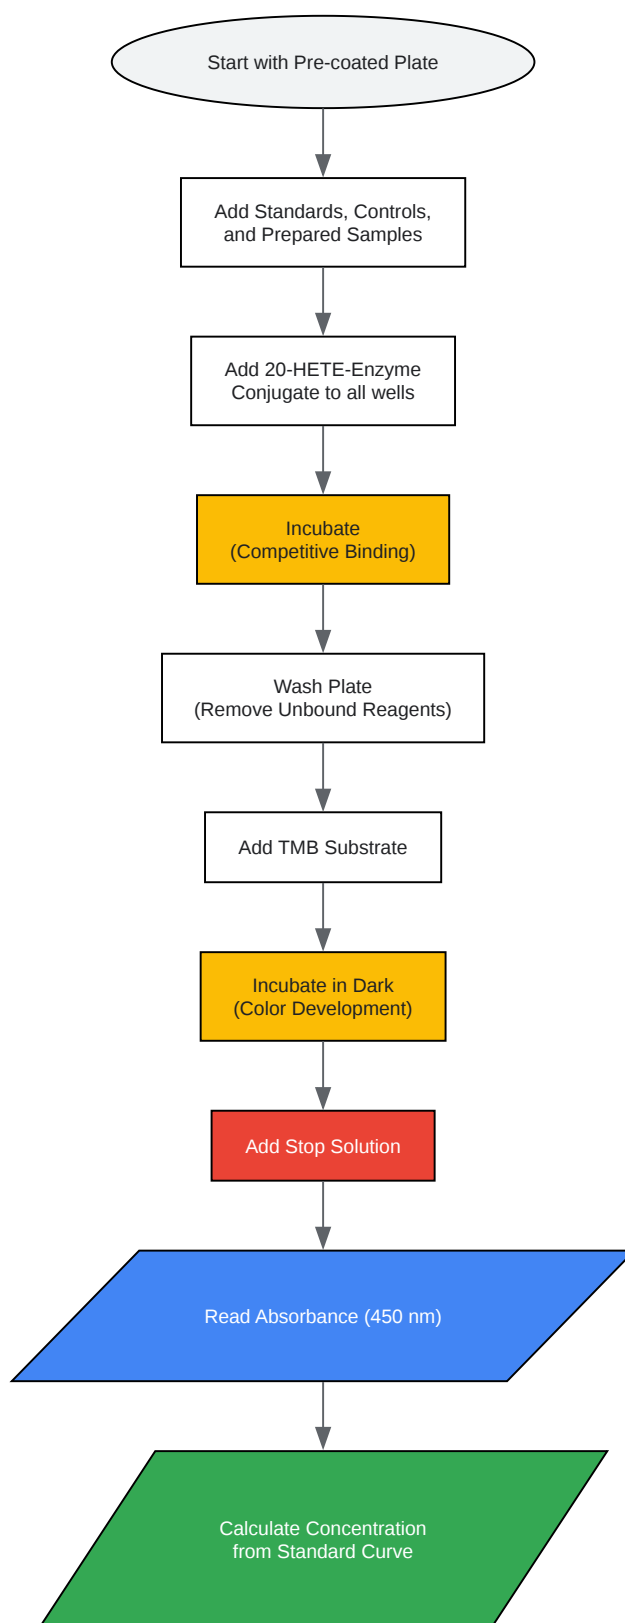 Start with Pre-coated Plate
Add Standards, Controls,
and Prepared Samples
Add 20-HETE-Enzyme
Conjugate to all wells
Incubate
(Competitive Binding)
Wash Plate
(Remove Unbound Reagents)
Add TMB Substrate
Incubate in Dark
(Color Development)
Add Stop Solution
Read Absorbance (450 nm)
Calculate Concentration
from Standard Curve